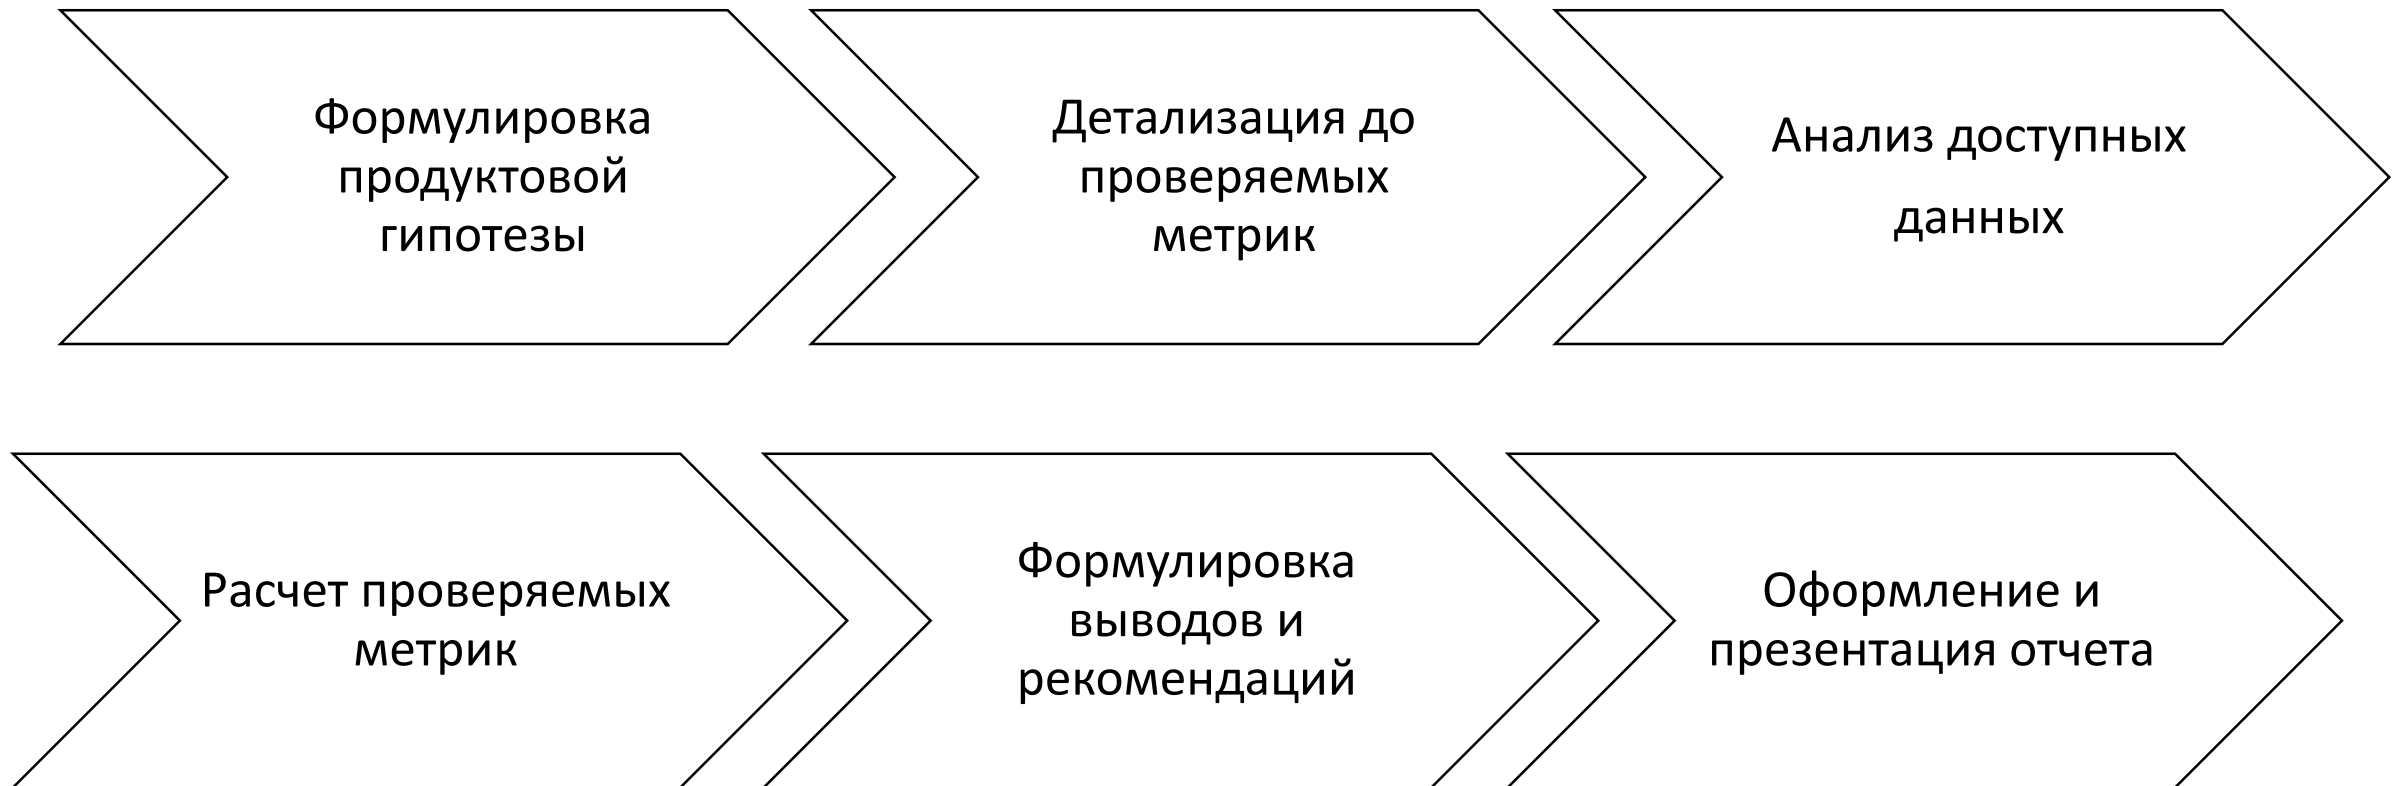 Формулировка
продуктовой
гипотезы
Детализация до
проверяемых
метрик
Анализ доступных
данных
Расчет проверяемых
метрик
Формулировка
выводов и
рекомендаций
Оформление и
презентация отчета